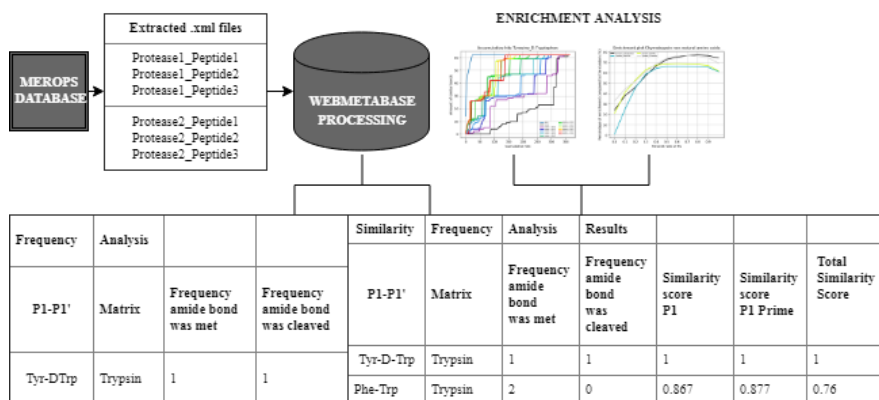 ENRICHMENT ANALYSIS
Extracted .xml files
Protease1_Peptide1
Protease1_Peptide2
Protease1_Peptide3
Protease2_Peptide1
Protease2_Peptide2
Protease2_Peptide3
MEROPS
DATABASE
WEBMETABASE
PROCESSING
Frequency Analysis
P1-P1' Matrix Frequency amide bond was met Frequency amide bond was cleaved
Tyr-DTrp Trypsin 1 1
Similarity Frequency Analysis Results
P1-P1' Matrix Frequency amide bond was met Frequency amide bond was cleaved Similarity score P1 Similarity score P1 Prime Total Similarity Score
Tyr-D-Trp Trypsin 1 1 1 1 1
Phe-Trp Trypsin 2 0 0.867 0.877 0.76